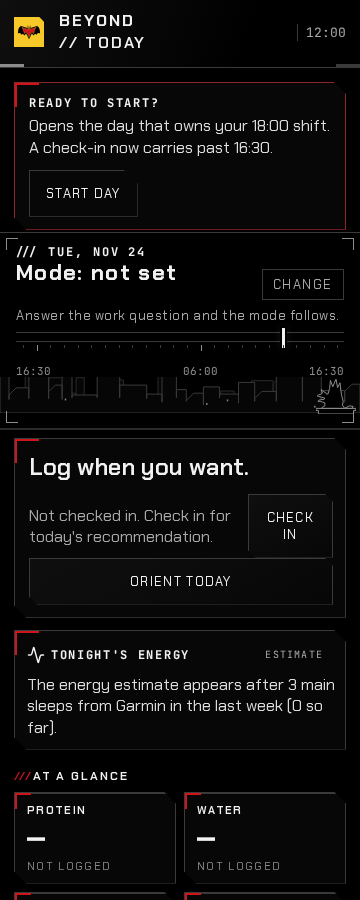 BEYOND
// TODAY
12:00
READY TO START?
Opens the day that owns your 18:00 shift.
A check-in now carries past 16:30.
START DAY
/// TUE, NOV 24
Mode: not set
CHANGE
Answer the work question and the mode follows.
16:30 06:00 16:30
Log when you want.
Not checked in. Check in for
today's recommendation.
CHECK
IN
ORIENT TODAY
TONIGHT'S ENERGY
ESTIMATE
The energy estimate appears after 3 main
sleeps from Garmin in the last week (0 so
far).
///AT A GLANCE
PROTEIN
—
NOT LOGGED
WATER
—
NOT LOGGED